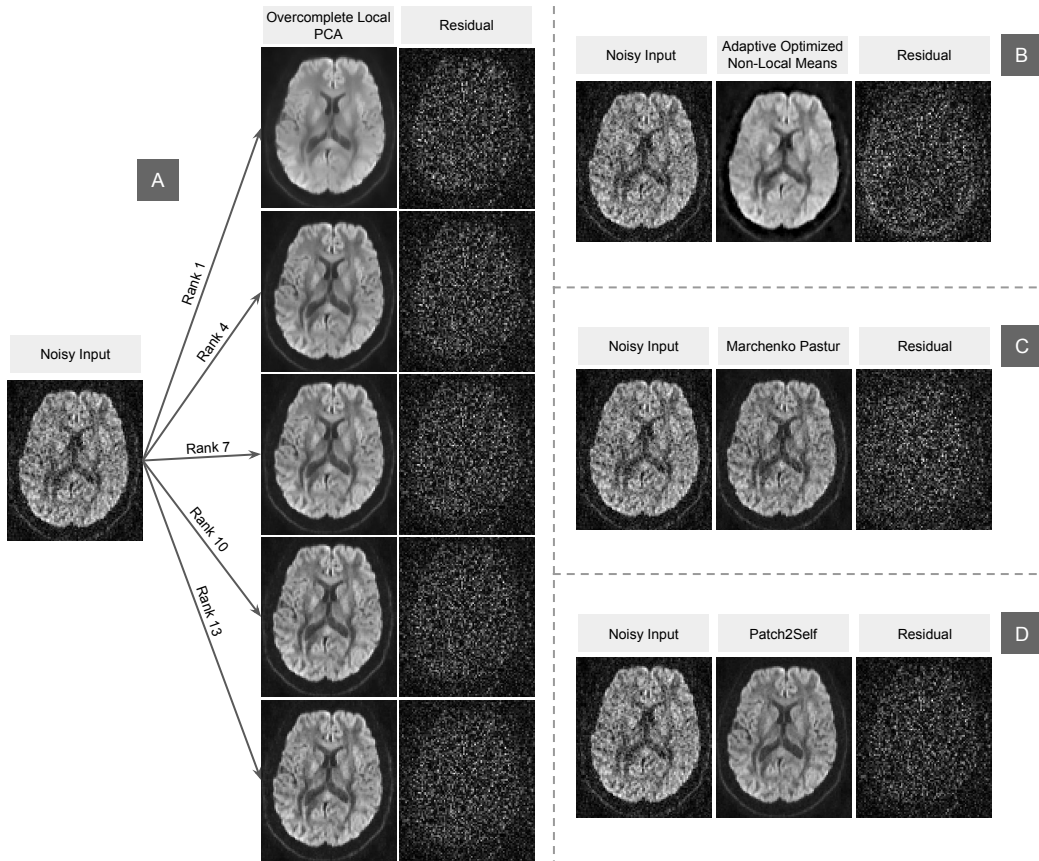 Overcomplete Local
PCA
Residual
A
Rank 1
Rank 4
Rank 7
Rank 10
Rank 13
Noisy Input
Noisy Input
Adaptive Optimized
Non-Local Means
Residual
B
Noisy Input
Marchenko Pastur
Residual
C
Noisy Input
Patch2Self
Residual
D